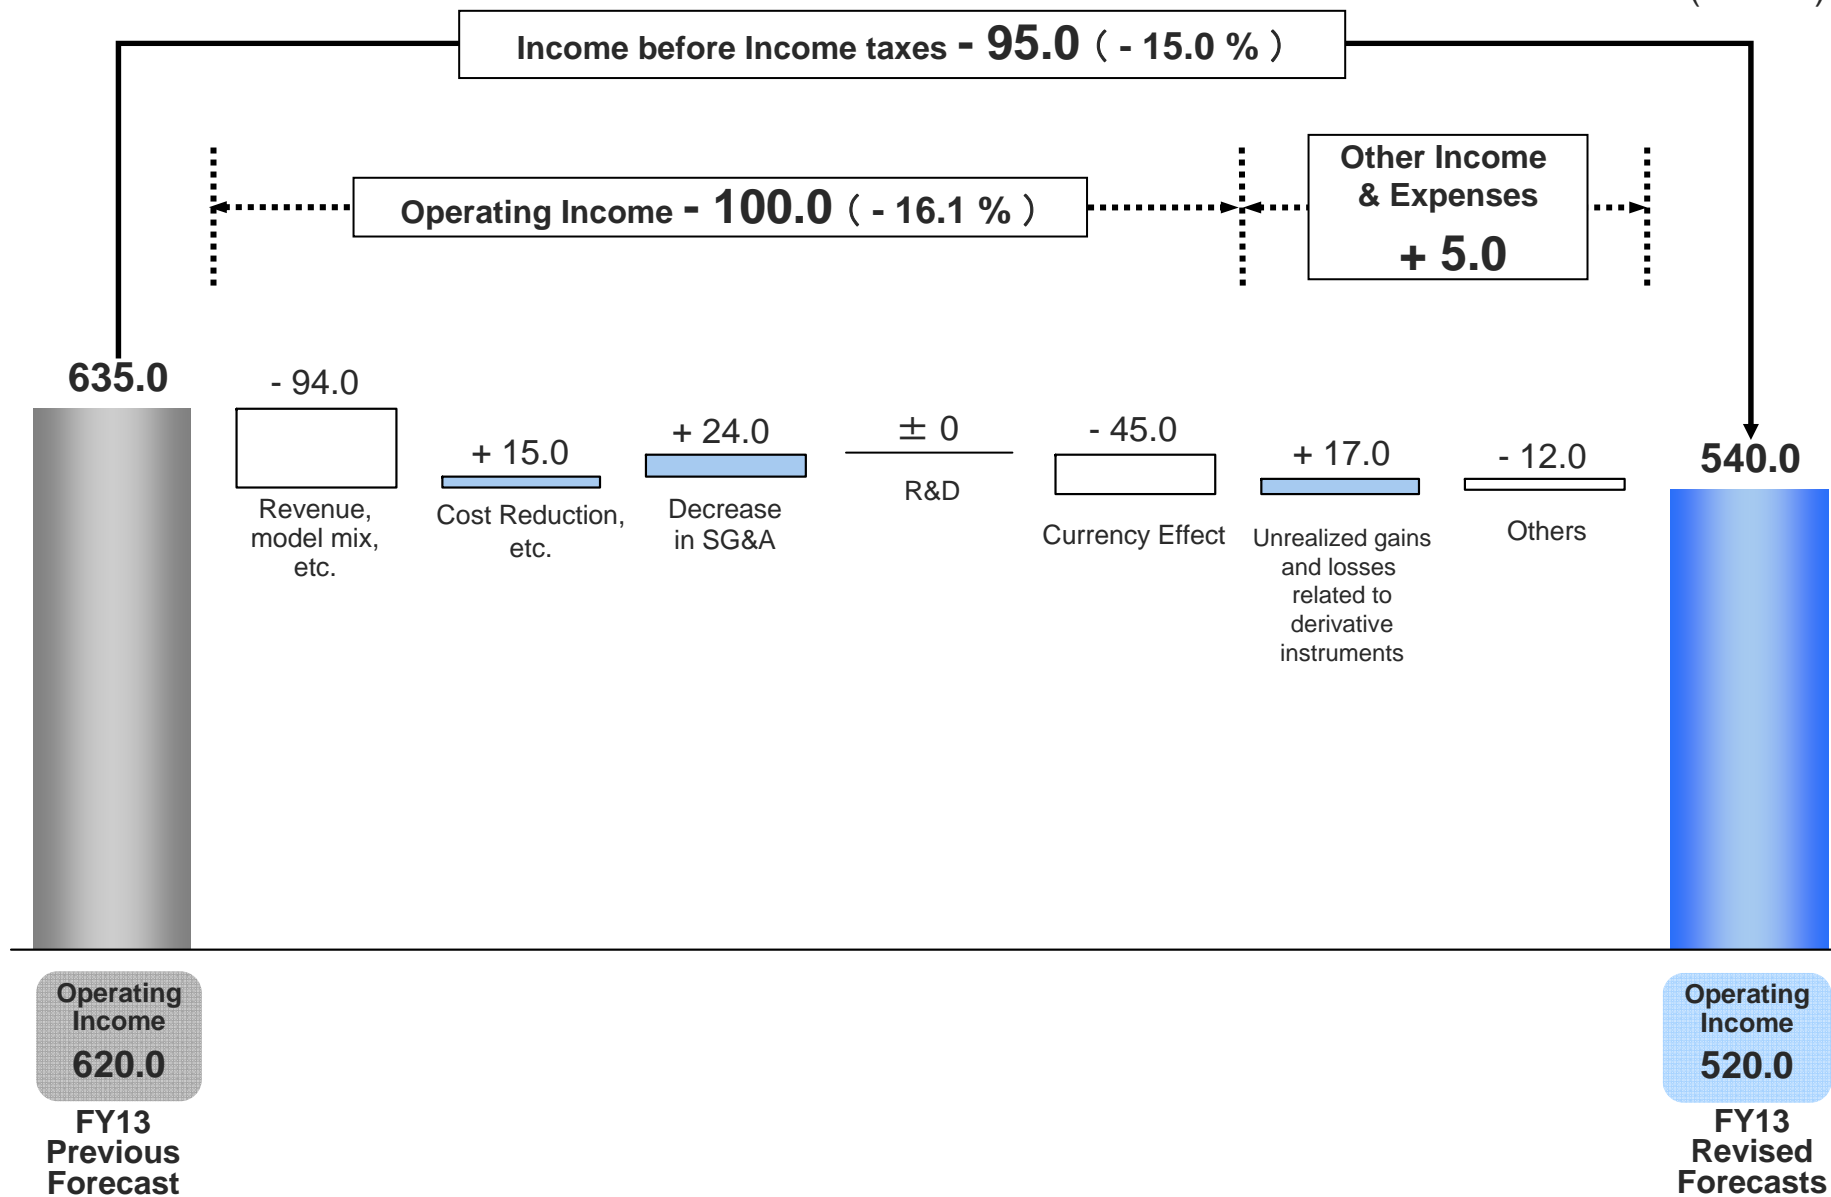 Income before Income taxes - 95.0 ( - 15.0 % )
Operating Income - 100.0 ( - 16.1 % )
Other Income
& Expenses
+ 5.0
635.0
- 94.0
Revenue,
model mix,
etc.
+ 15.0
Cost Reduction,
etc.
+ 24.0
Decrease
in SG&A
± 0
R&D
- 45.0
Currency Effect
+ 17.0
Unrealized gains
and losses
related to
derivative
instruments
- 12.0
Others
540.0
Operating
Income
620.0
FY13
Previous
Forecast
Operating
Income
520.0
FY13
Revised
Forecasts